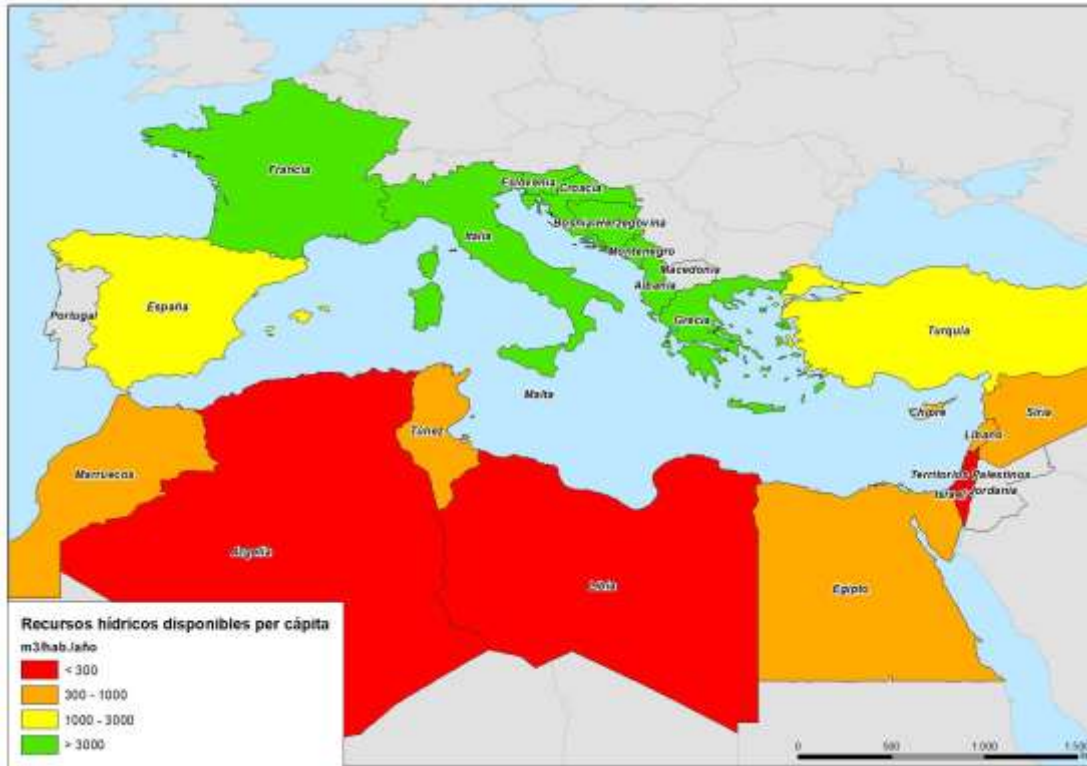 Francia
Eslovenia
Croacia
Bosnia-Herzegovina
Italia
Montenegro
Macedonia
Albania
Portugal
España
Grecia
Turquía
Malta
Chipre
Siria
Líbano
Túnez
Marruecos
Territorios Palestinos
Israel
Jordania
Argelia
Libia
Egipto
Recursos hídricos disponibles per cápita
m3/hab./año
< 300
300 - 1000
1000 - 3000
> 3000
0 500 1.000 1.500